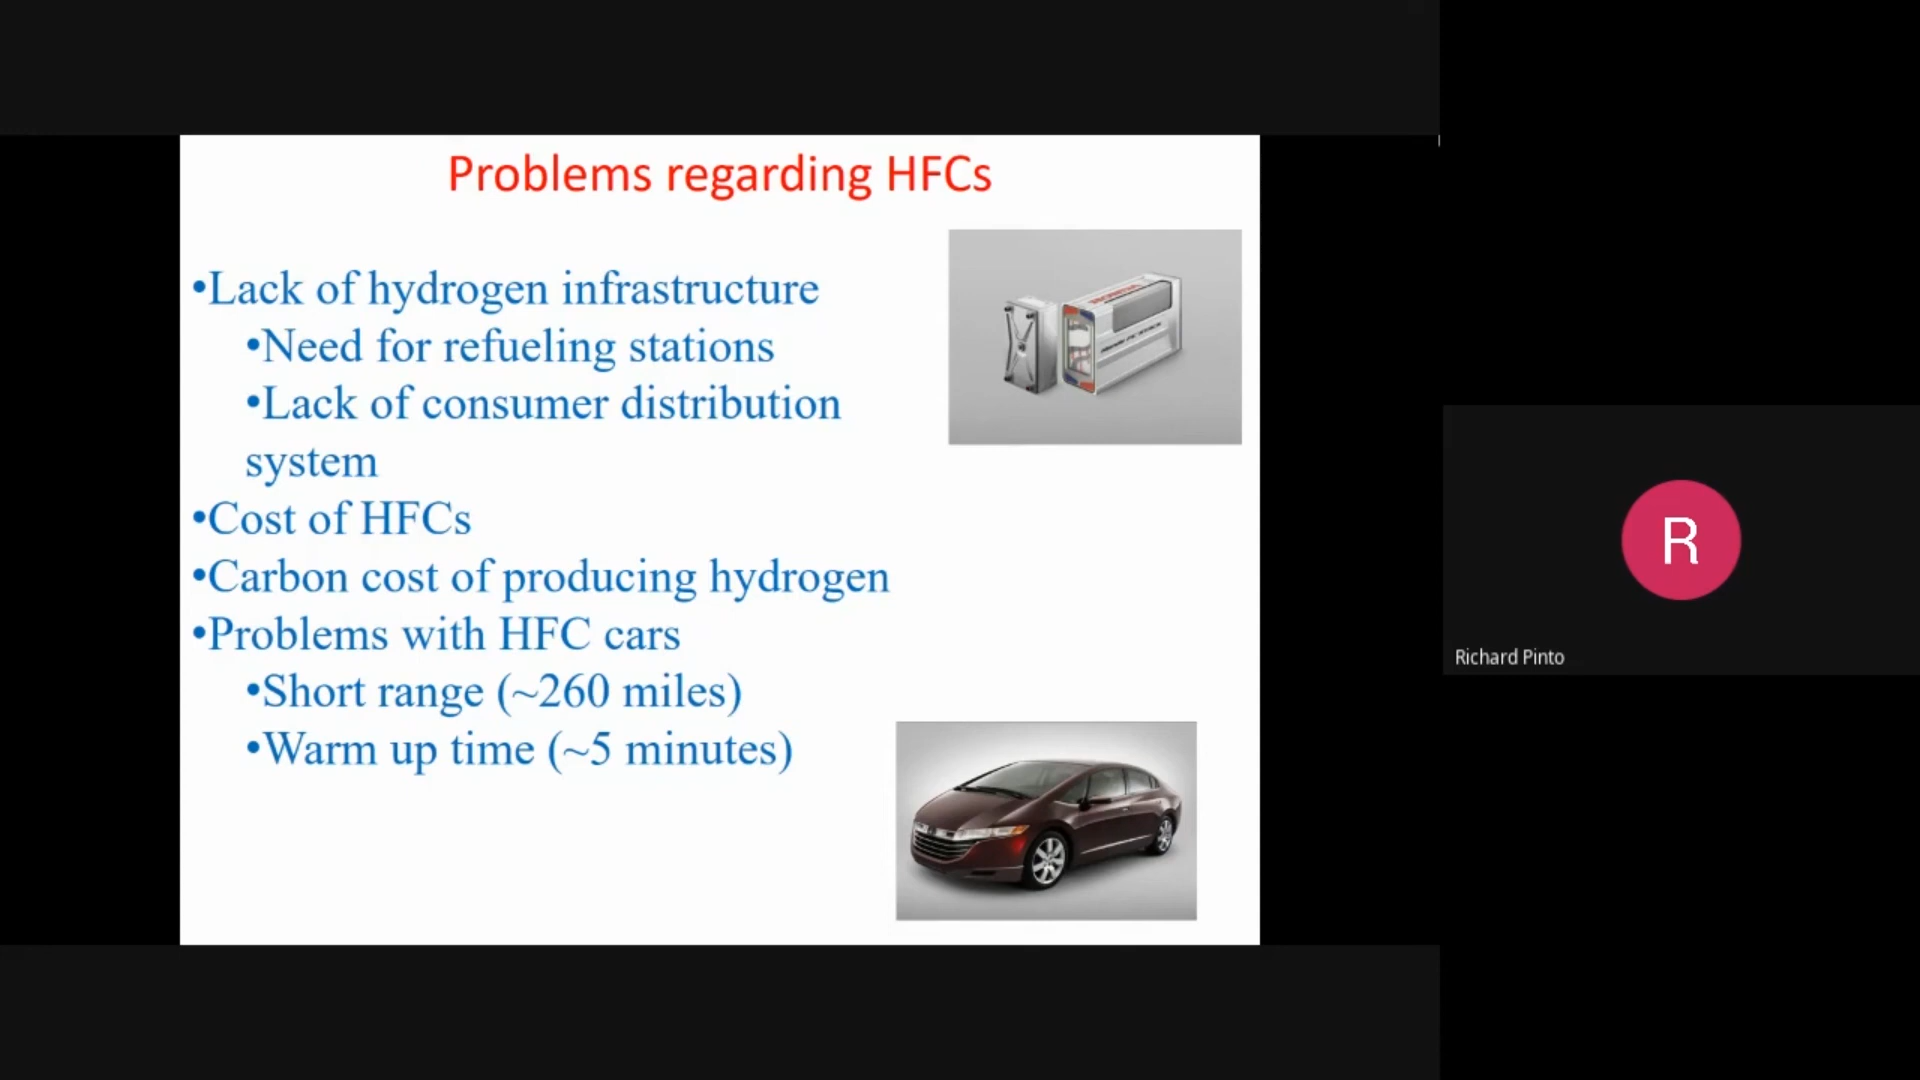 Problems regarding HFCs
•Lack of hydrogen infrastructure
•Need for refueling stations
•Lack of consumer distribution
system
•Cost of HFCs
•Carbon cost of producing hydrogen
•Problems with HFC cars
•Short range (~260 miles)
•Warm up time (~5 minutes)
R
Richard Pinto